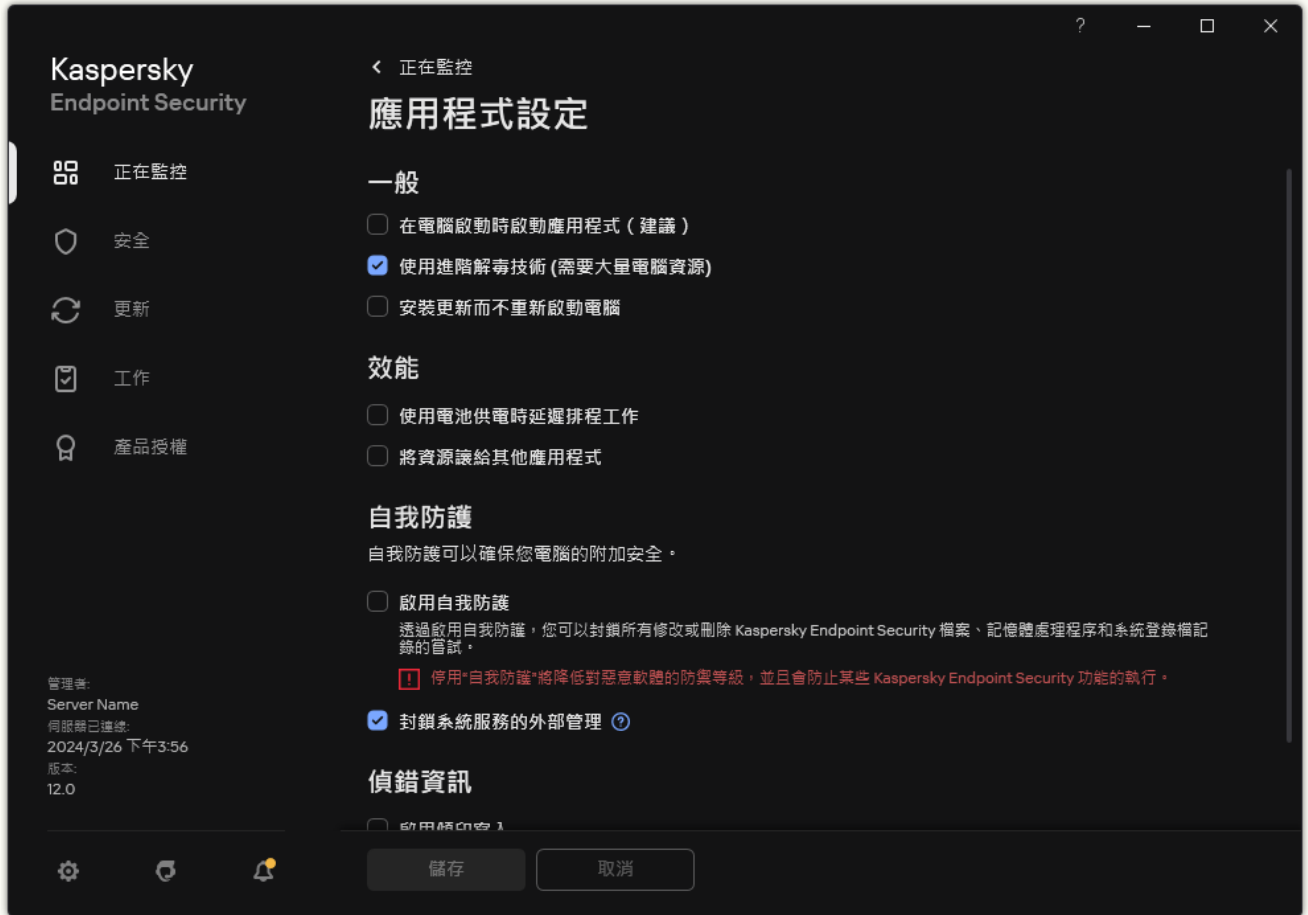 ?
Kaspersky
Endpoint Security
正在監控
安全
更新
工作
產品授權
管理者:
Server Name
伺服器已連線:
2024/3/26 下午3:56
版本:
12.0
正在監控
應用程式設定
一般
在電腦啟動時啟動應用程式（建議）
使用進階解毒技術 (需要大量電腦資源)
安裝更新而不重新啟動電腦
效能
使用電池供電時延遲排程工作
將資源讓給其他應用程式
自我防護
自我防護可以確保您電腦的附加安全。
啟用自我防護
透過啟用自我防護，您可以封鎖所有修改或刪除 Kaspersky Endpoint Security 檔案、記憶體處理程序和系統登錄檔記
錄的嘗試。
停用"自我防護"將降低對惡意軟體的防禦等級，並且會防止某些 Kaspersky Endpoint Security 功能的執行。
封鎖系統服務的外部管理
偵錯資訊
啟用傾印寫入
儲存
取消